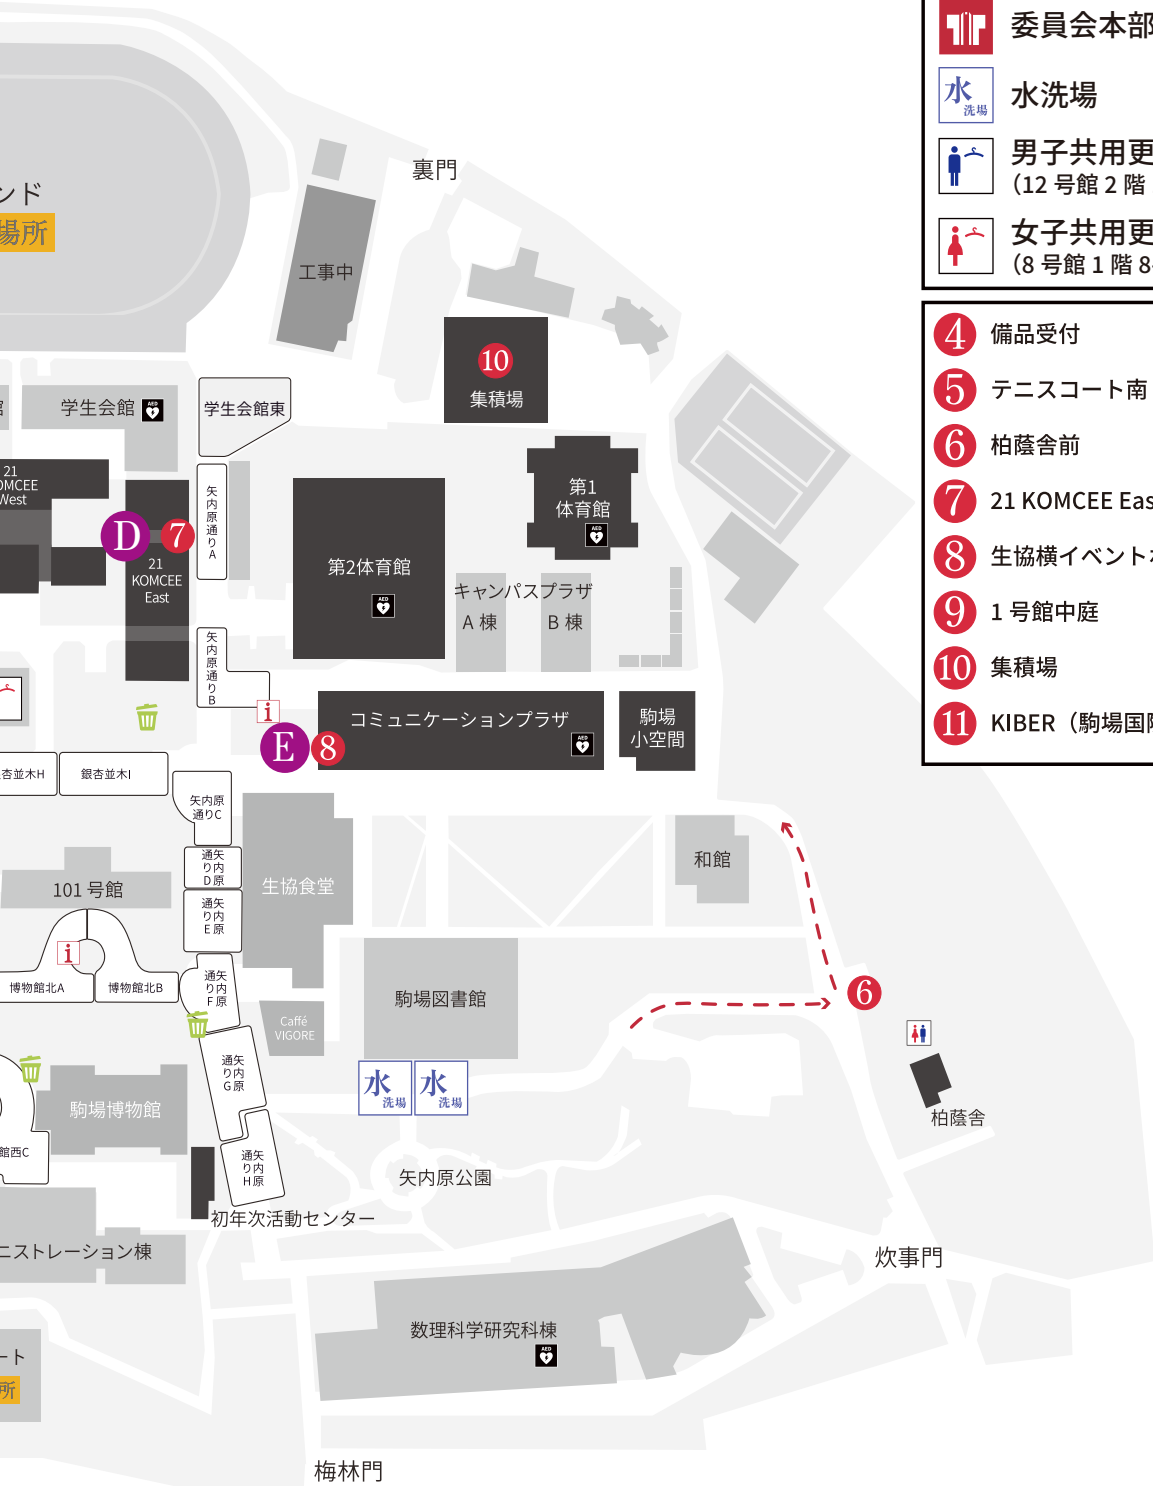 委員会本部
水
洗場
水洗場
男子共用更
（12 号館 2 階
女子共用更
（8 号館 1 階 8
4 備品受付
5 テニスコート南
6 柏蔭舎前
7 21 KOMCEE Eas
8 生協横イベント
9 1 号館中庭
10 集積場
11 KIBER（駒場国
裏門
ンド
場所
工事中
10
集積場
学生会館
AED
学生会館東
21
OMCEE
West
矢内原通りA
D
7
21
KOMCEE
East
第1
体育館
AED
第2体育館
AED
キャンパスプラザ
A 棟
B 棟
矢内原通りB
i
E
8
コミュニケーションプラザ
AED
駒場
小空間
杏並木H
銀杏並木I
矢内原
通りC
矢内原
通りD
矢内原
通りE
矢内原
通りF
矢内原
通りG
矢内原
通りH
生協食堂
和館
101 号館
i
博物館北A
博物館北B
駒場図書館
6
Caffé
VIGORE
水
洗場
水
洗場
駒場博物館
館西C
柏蔭舎
矢内原公園
初年次活動センター
ニストレーション棟
炊事門
数理科学研究科棟
AED
ート
所
梅林門